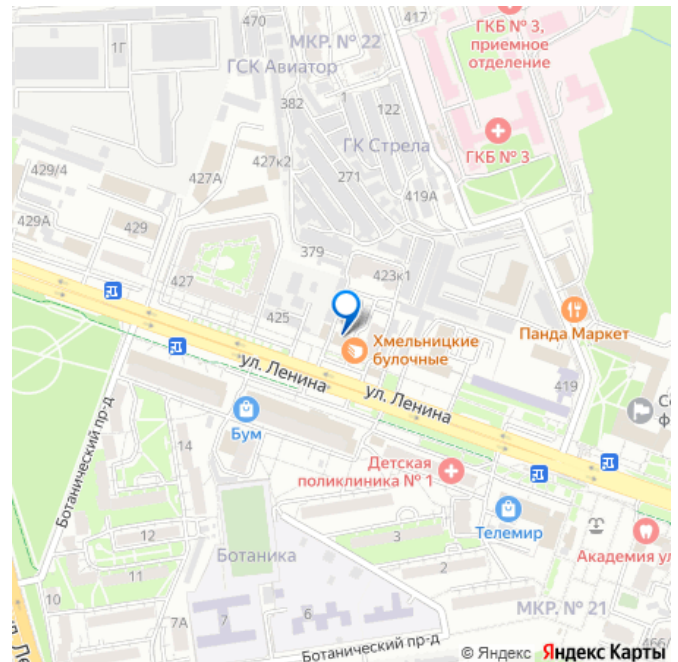 470
417
ГКБ № 3,
приемное
отделение
1Г
МКР. № 22
ГСК Авиатор
382
1
122
ГКБ № 3
ГК Стрела
429/4
427к2
427А
271
419А
429А
429
379
423к1
427
425
Панда Маркет
Хмельницкие
булочные
ул. Ленина
ул. Ленина
419
Ботанический пр-д
Бум
14
Детская
поликлиника № 1
Телемир
12
Ботаника
3
Академия ул
11
2
10
6
7
7А
МКР. № 21
Ботанический пр-д
© Яндекс Яндекс Карты